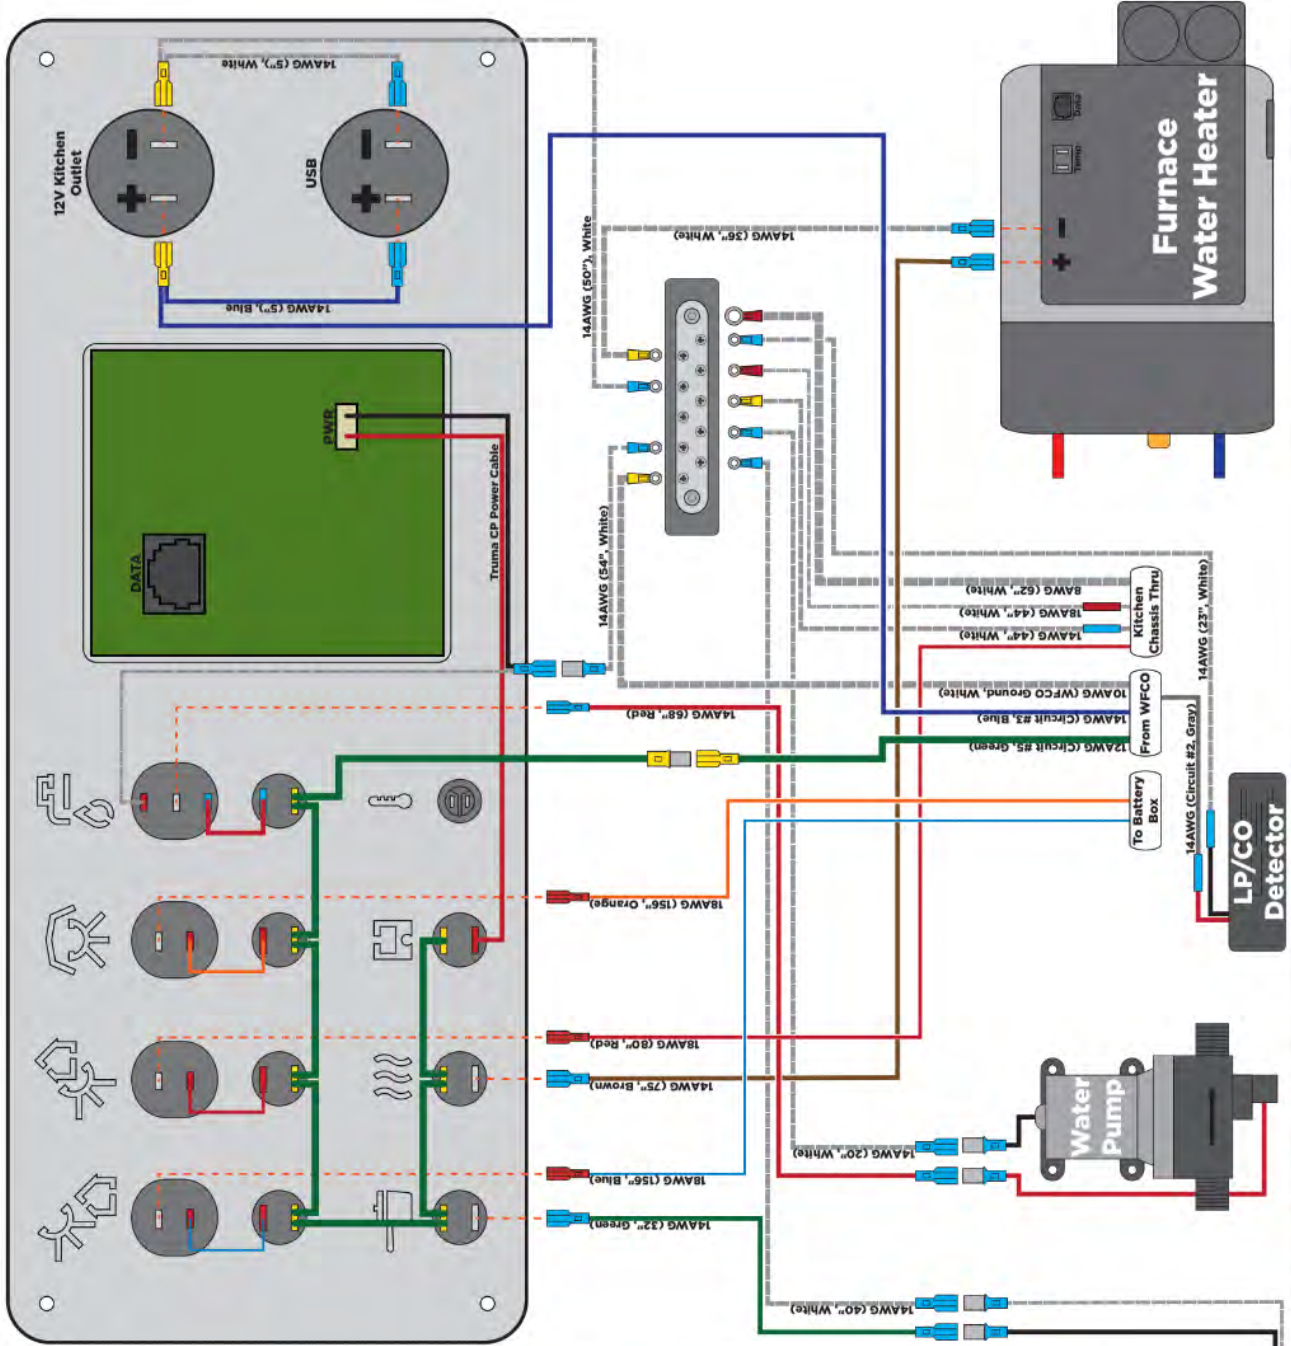 14AWG (5"), White
12V Kitchen
Outlet
USB
14AWG (5"), Blue
14AWG (50"), White
14AWG (36", White)
Data
Temp
Furnace
Water Heater
PWR
DATA
Truma CP Power Cable
14AWG (54", White)
8AWG (62", White)
18AWG (44", White)
14AWG (44", White)
Kitchen
Chassis Thru
14AWG (23", White)
10AWG (WFCO Ground, White)
14AWG (Circuit #3, Blue)
12AWG (Circuit #5, Green)
From WFCO
14AWG (Circuit #2, Gray)
14AWG (68", Red)
To Battery
Box
LP/CO
Detector
18AWG (156", Orange)
18AWG (80", Red)
14AWG (75", Brown)
Water
Pump
14AWG (20", White)
18AWG (156", Blue)
14AWG (32", Green)
14AWG (40", White)